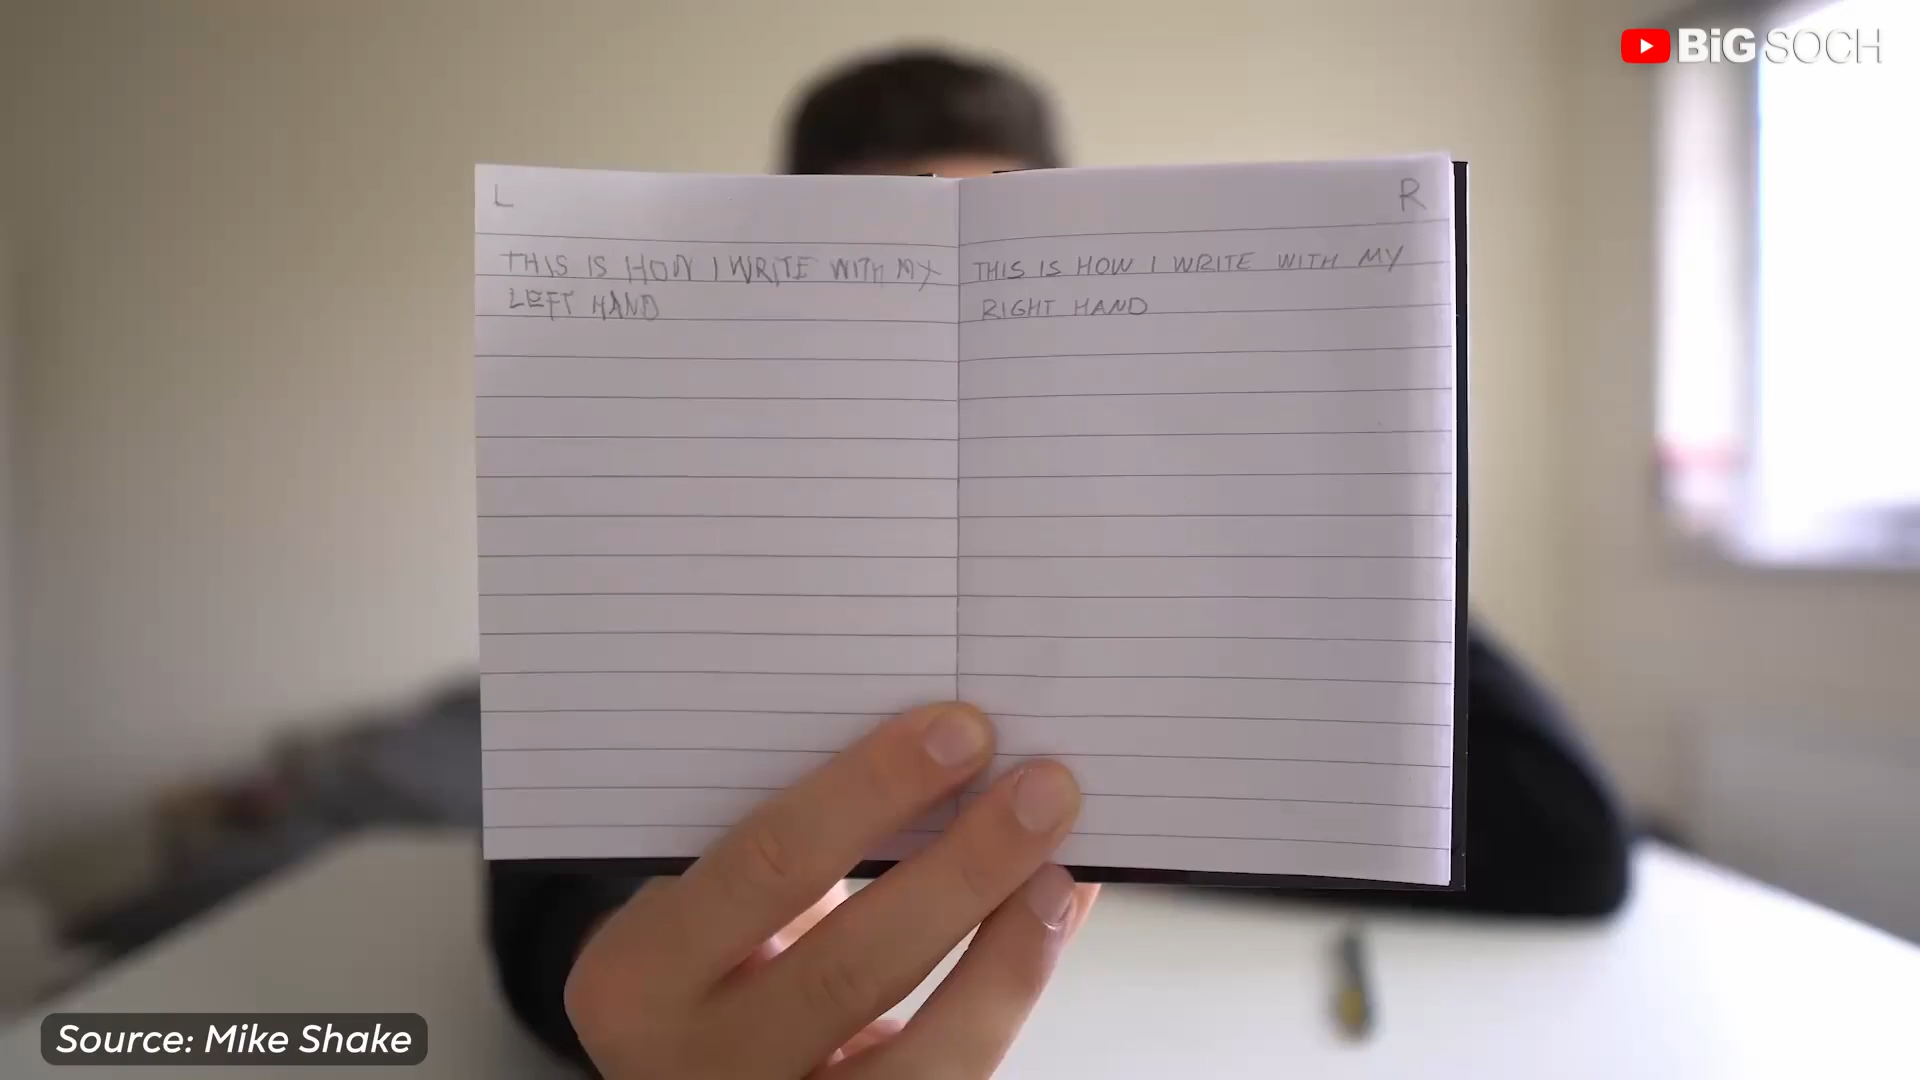 BiG SOCH
L
THIS IS HOW I WRITE WITH MY
LEFT HAND
R
THIS IS HOW I WRITE WITH MY
RIGHT HAND
Source: Mike Shake